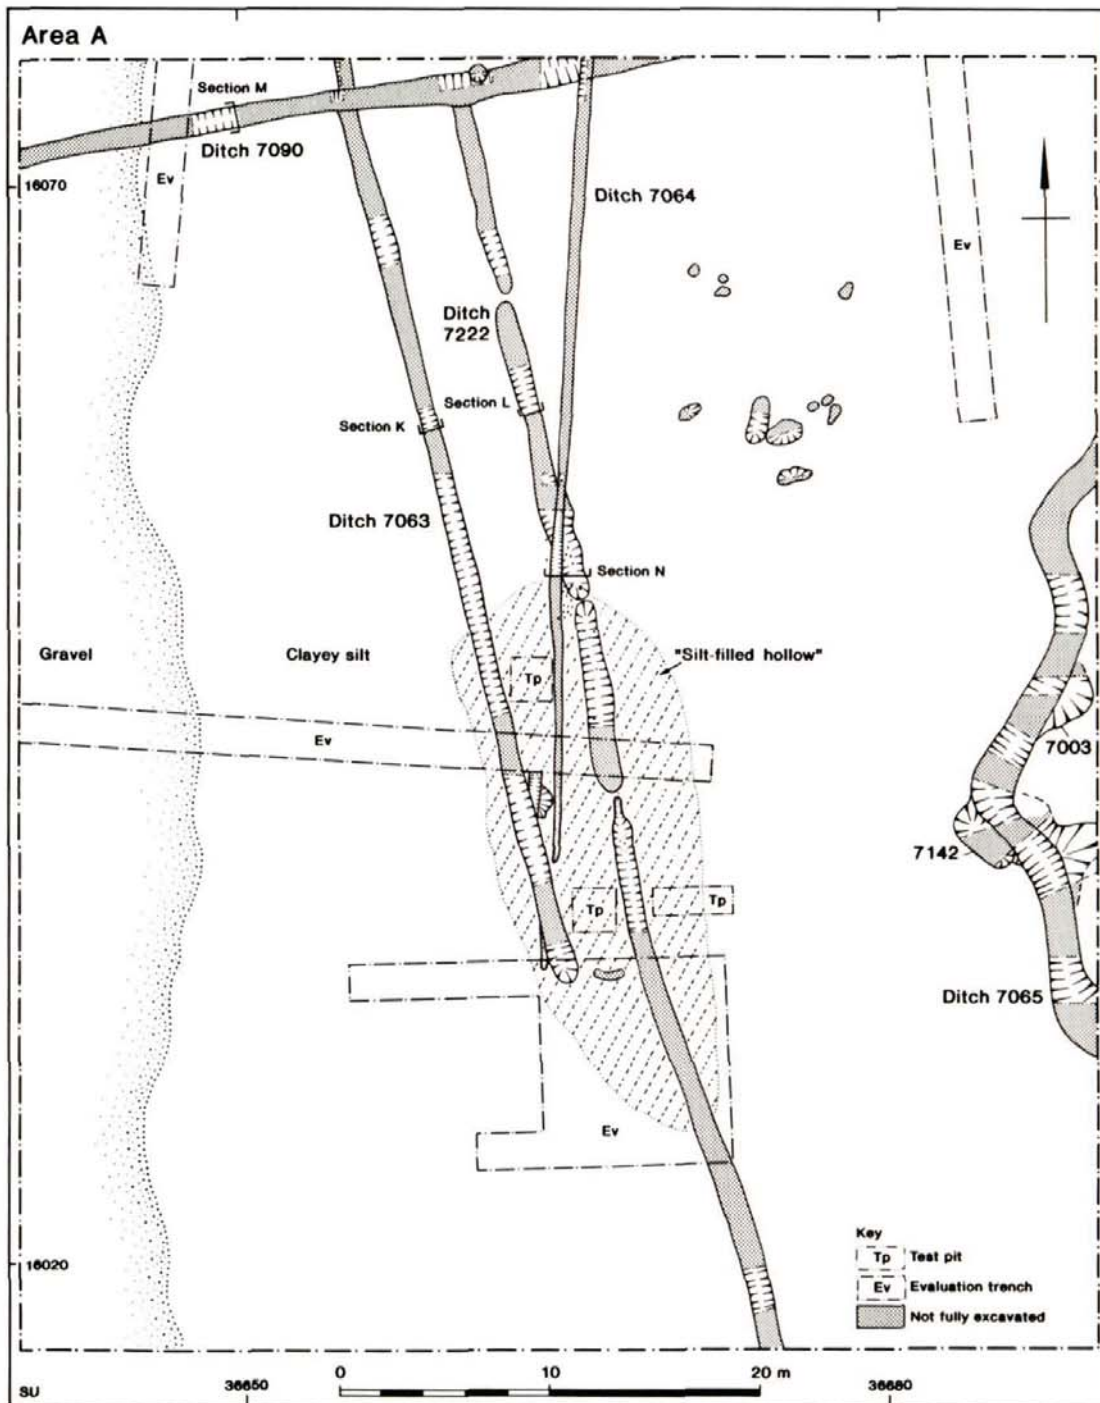 Area A
Section M
Ditch 7090
Ev
16070
Ditch 7064
Ev
Ditch
7222
Section L
Section K
Ditch 7063
Section N
Gravel
Clayey silt
"Silt-filled hollow"
Tp
Ev
7003
7142
Tp
Tp
Ditch 7065
Ev
16020
Key
Tp Test pit
Ev Evaluation trench
Not fully excavated
SU
36650
0 10 20 m
36680